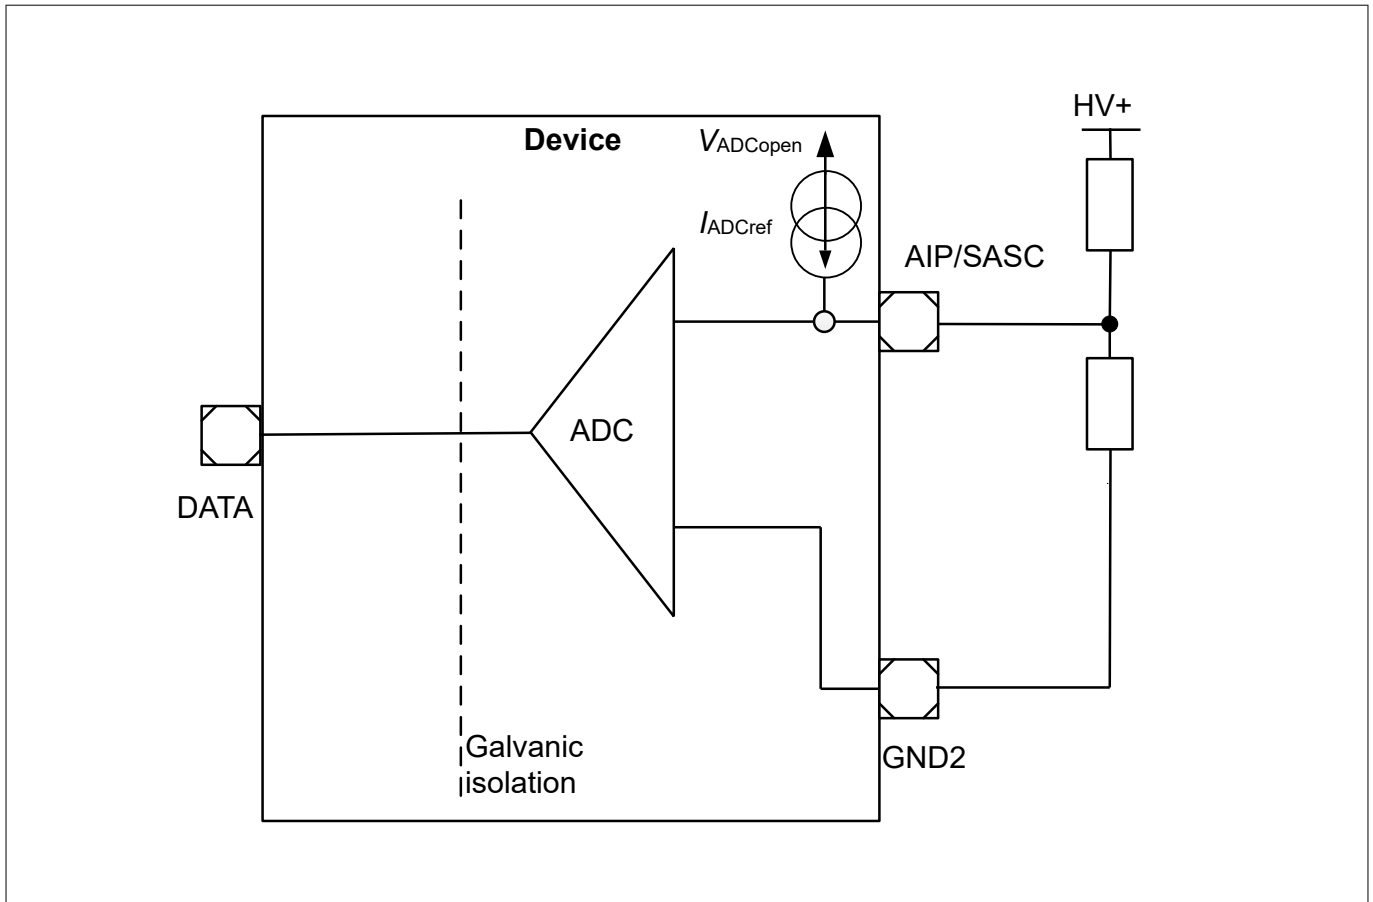 HV+
Device
VADCopen
IADCref
AIP/SASC
ADC
DATA
Galvanic
isolation
GND2